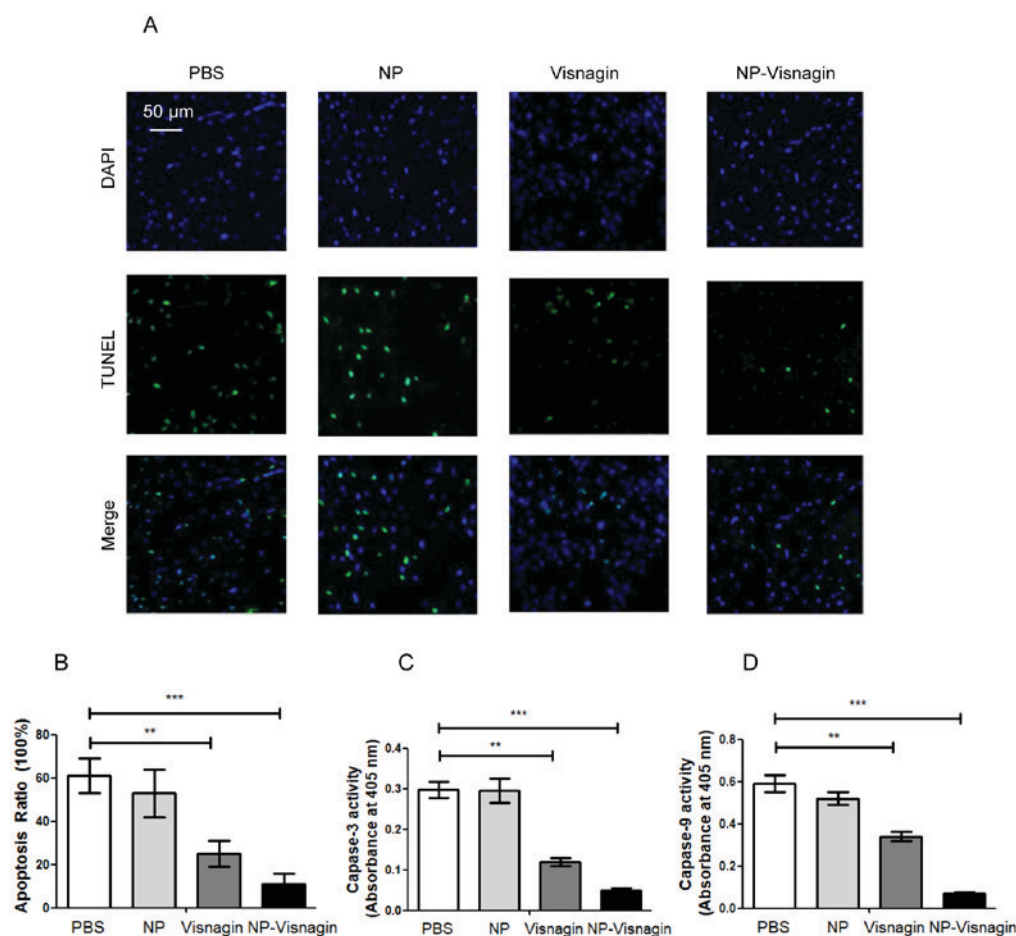 A
PBS NP Visnagin NP-Visnagin
50 μm
DAPI
TUNEL
Merge
B
Apoptosis Ratio (100%)
80
60
40
20
0
***
**
PBS NP Visnagin NP-Visnagin
C
Capase-3 activity
(Absorbance at 405 nm)
0.4
0.3
0.2
0.1
0.0
***
**
PBS NP Visnagin NP-Visnagin
D
Capase-9 activity
(Absorbance at 405 nm)
0.8
0.6
0.4
0.2
0.0
***
**
PBS NP Visnagin NP-Visnagin